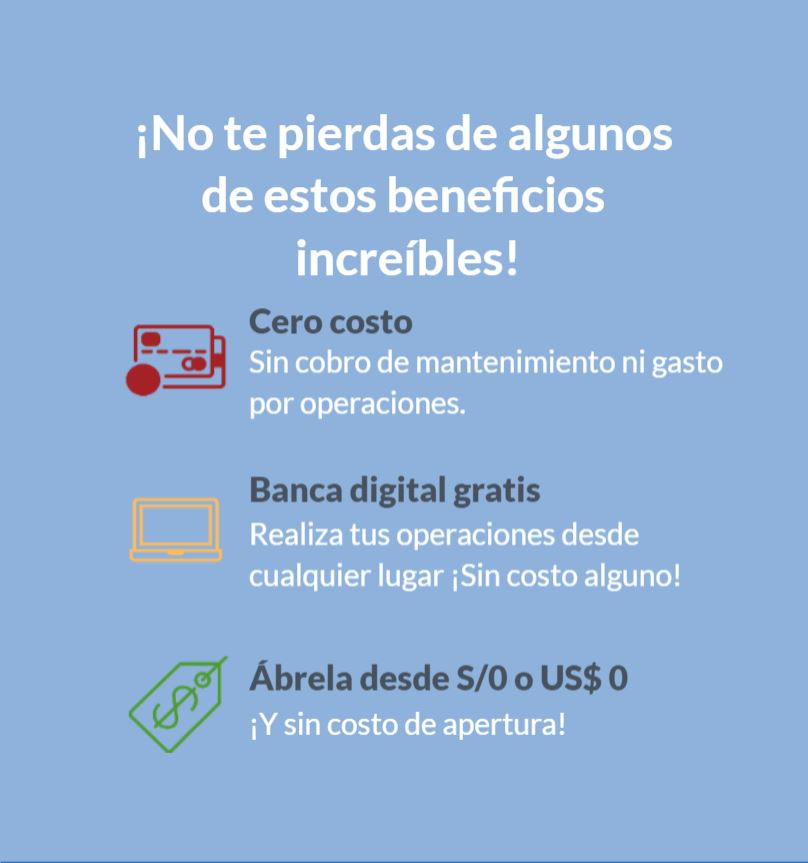 ¡No te pierdas de algunos
de estos beneficios
increíbles!
Cero costo
Sin cobro de mantenimiento ni gasto
por operaciones.
Banca digital gratis
Realiza tus operaciones desde
cualquier lugar ¡Sin costo alguno!
Ábrela desde S/0 o US$ 0
¡Y sin costo de apertura!